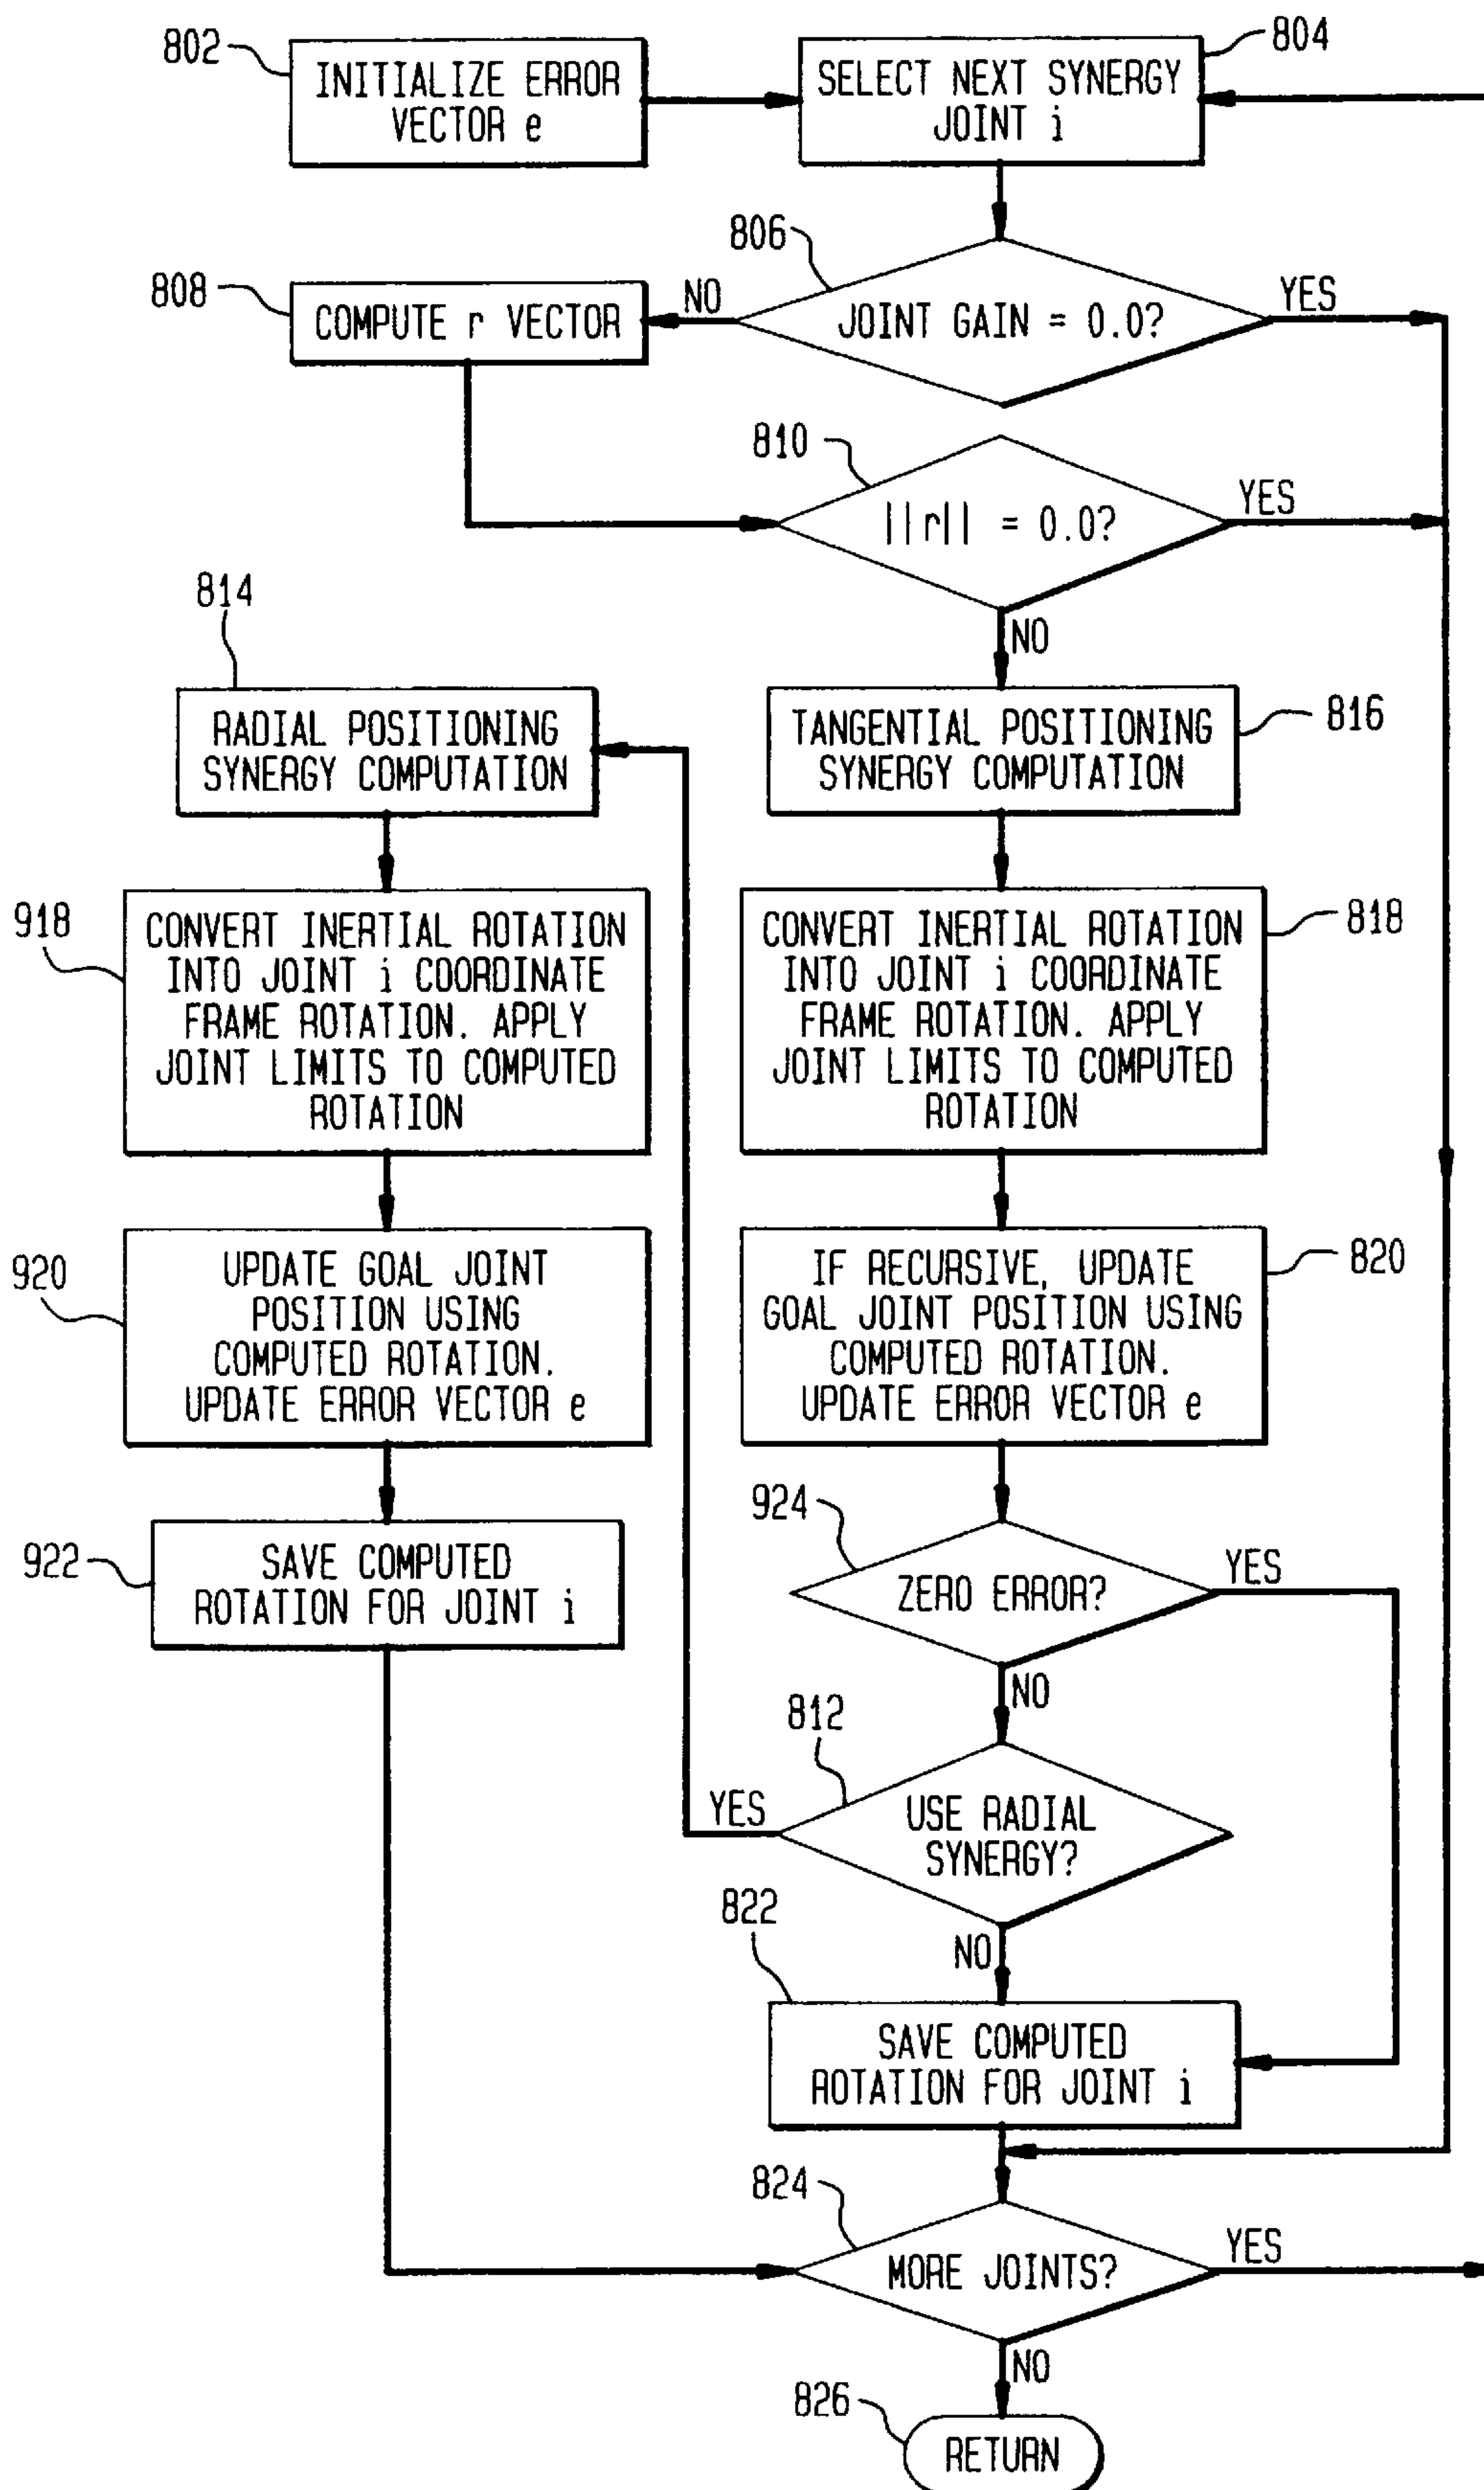 802
INITIALIZE ERROR
VECTOR e
804
SELECT NEXT SYNERGY
JOINT i
806
JOINT GAIN = 0.0?
NO
YES
808
COMPUTE r VECTOR
810
||r|| = 0.0?
YES
NO
814
RADIAL POSITIONING
SYNERGY COMPUTATION
816
TANGENTIAL POSITIONING
SYNERGY COMPUTATION
918
CONVERT INERTIAL ROTATION
INTO JOINT i COORDINATE
FRAME ROTATION. APPLY
JOINT LIMITS TO COMPUTED
ROTATION
818
CONVERT INERTIAL ROTATION
INTO JOINT i COORDINATE
FRAME ROTATION. APPLY
JOINT LIMITS TO COMPUTED
ROTATION
920
UPDATE GOAL JOINT
POSITION USING
COMPUTED ROTATION.
UPDATE ERROR VECTOR e
820
IF RECURSIVE, UPDATE
GOAL JOINT POSITION USING
COMPUTED ROTATION.
UPDATE ERROR VECTOR e
922
SAVE COMPUTED
ROTATION FOR JOINT i
924
ZERO ERROR?
YES
NO
812
USE RADIAL
SYNERGY?
YES
NO
822
SAVE COMPUTED
ROTATION FOR JOINT i
824
MORE JOINTS?
YES
NO
826
RETURN